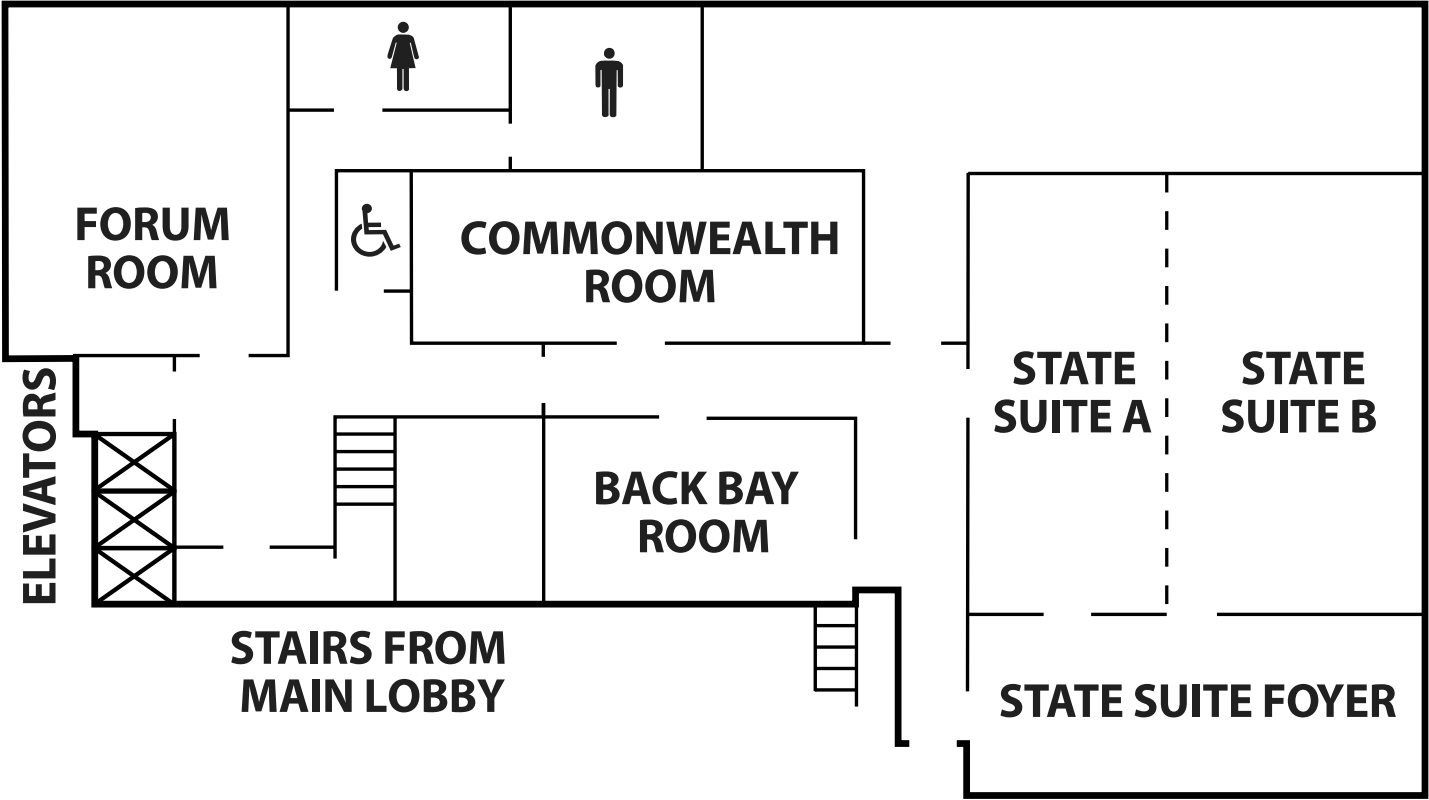 FORUM
ROOM
COMMONWEALTH
ROOM
STATE
SUITE A
STATE
SUITE B
ELEVATORS
BACK BAY
ROOM
STAIRS FROM
MAIN LOBBY
STATE SUITE FOYER